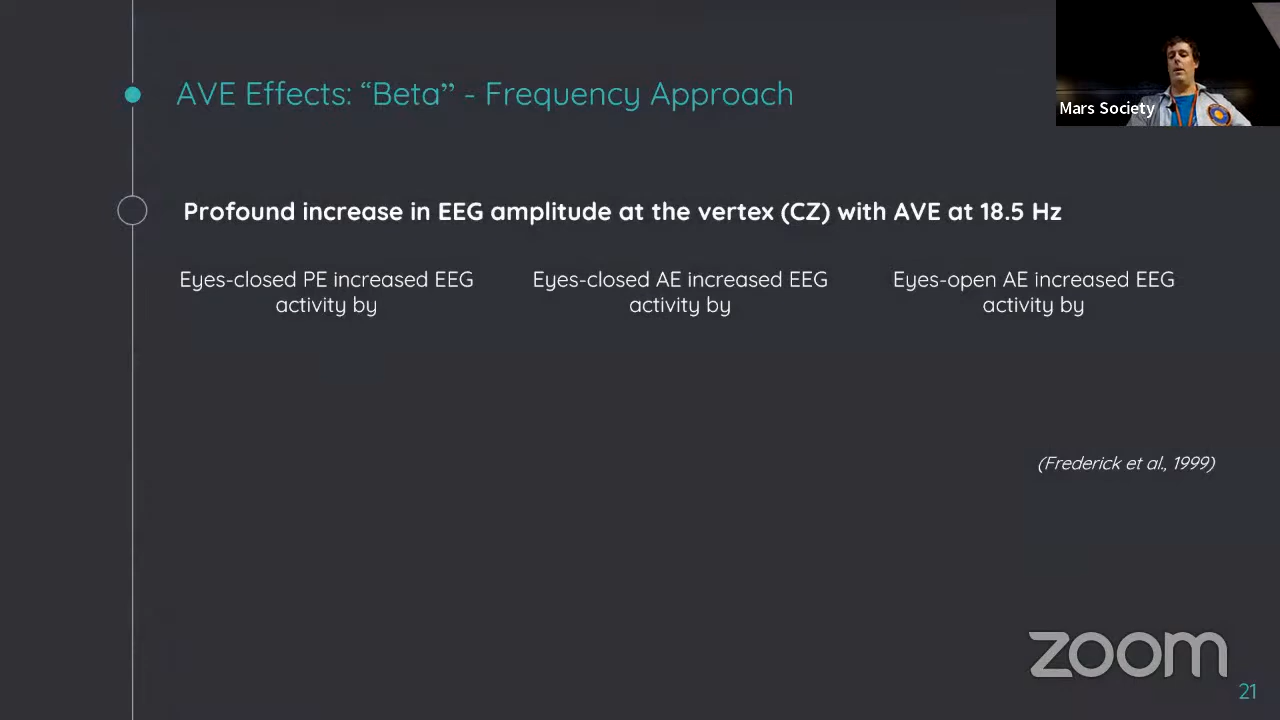 AVE Effects: “Beta” - Frequency Approach
Mars Society
Profound increase in EEG amplitude at the vertex (CZ) with AVE at 18.5 Hz
Eyes-closed PE increased EEG
activity by
Eyes-closed AE increased EEG
activity by
Eyes-open AE increased EEG
activity by
(Frederick et al., 1999)
zoom
21